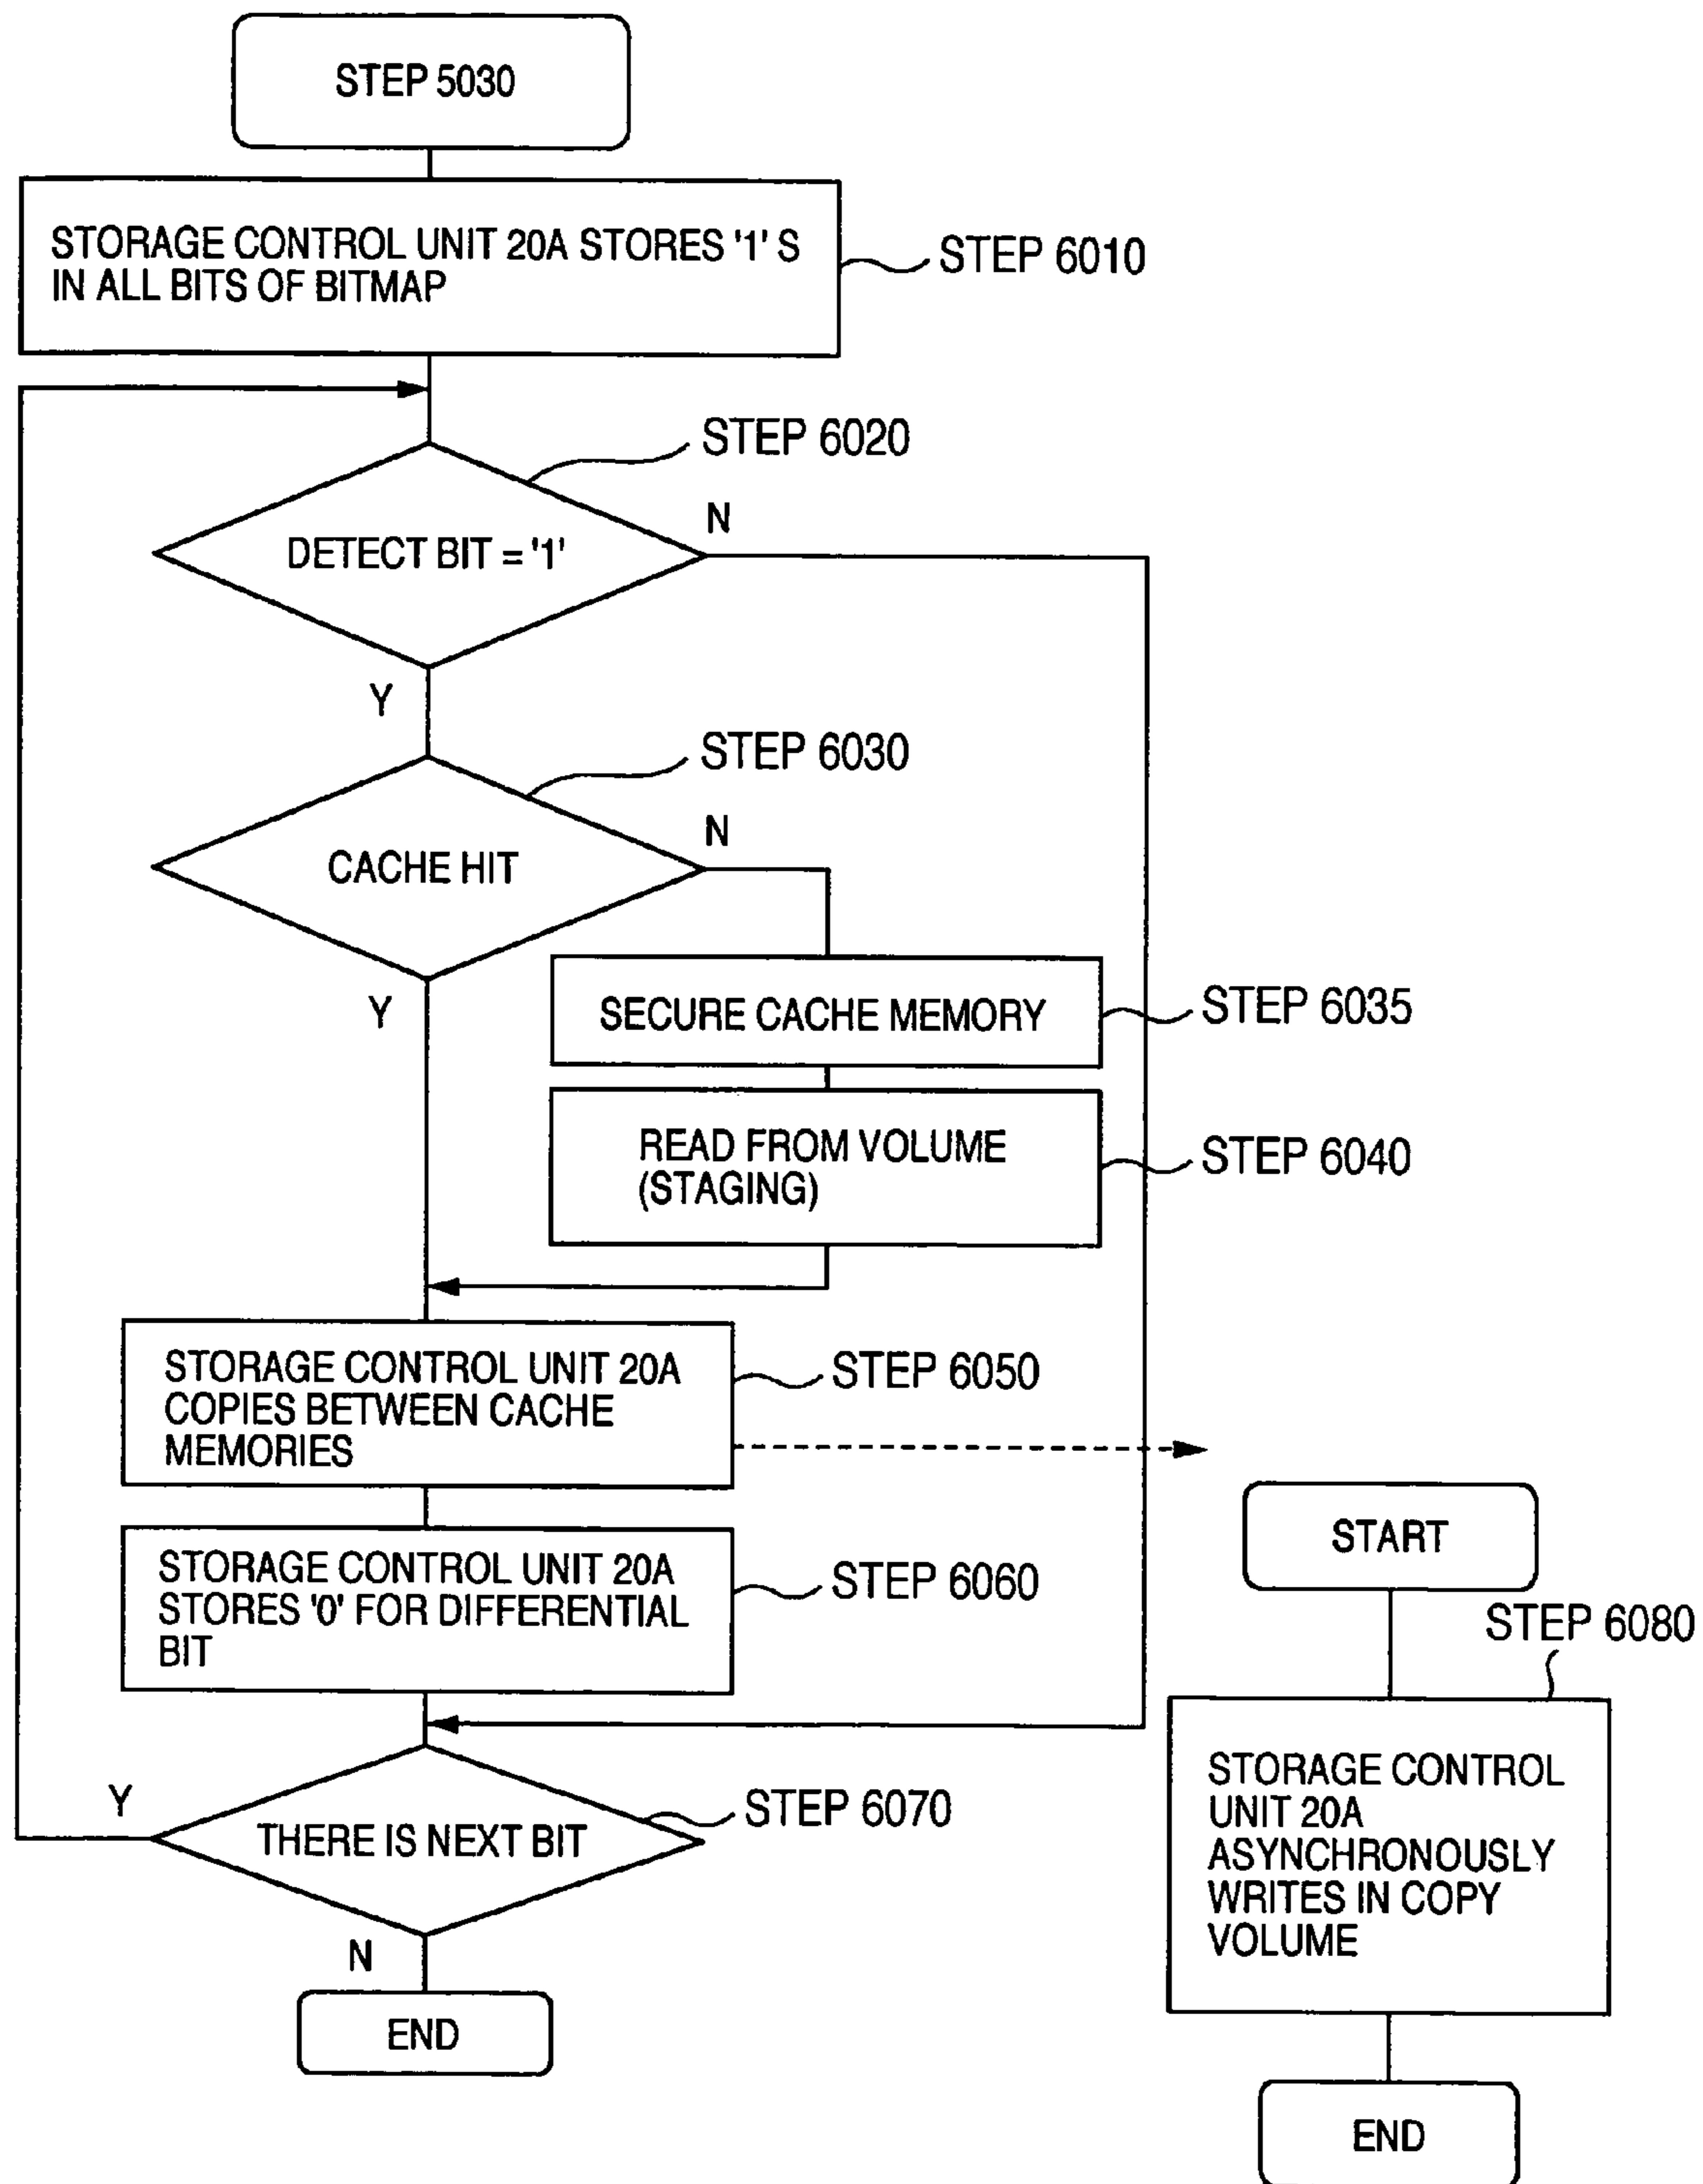 STEP 5030
STORAGE CONTROL UNIT 20A STORES '1' S
IN ALL BITS OF BITMAP
STEP 6010
STEP 6020
DETECT BIT = '1'
N
Y
STEP 6030
CACHE HIT
N
Y
SECURE CACHE MEMORY
STEP 6035
READ FROM VOLUME
(STAGING)
STEP 6040
STORAGE CONTROL UNIT 20A
COPIES BETWEEN CACHE
MEMORIES
STEP 6050
STORAGE CONTROL UNIT 20A
STORES '0' FOR DIFFERENTIAL
BIT
STEP 6060
Y
THERE IS NEXT BIT
STEP 6070
N
END
START
STEP 6080
STORAGE CONTROL
UNIT 20A
ASYNCHRONOUSLY
WRITES IN COPY
VOLUME
END